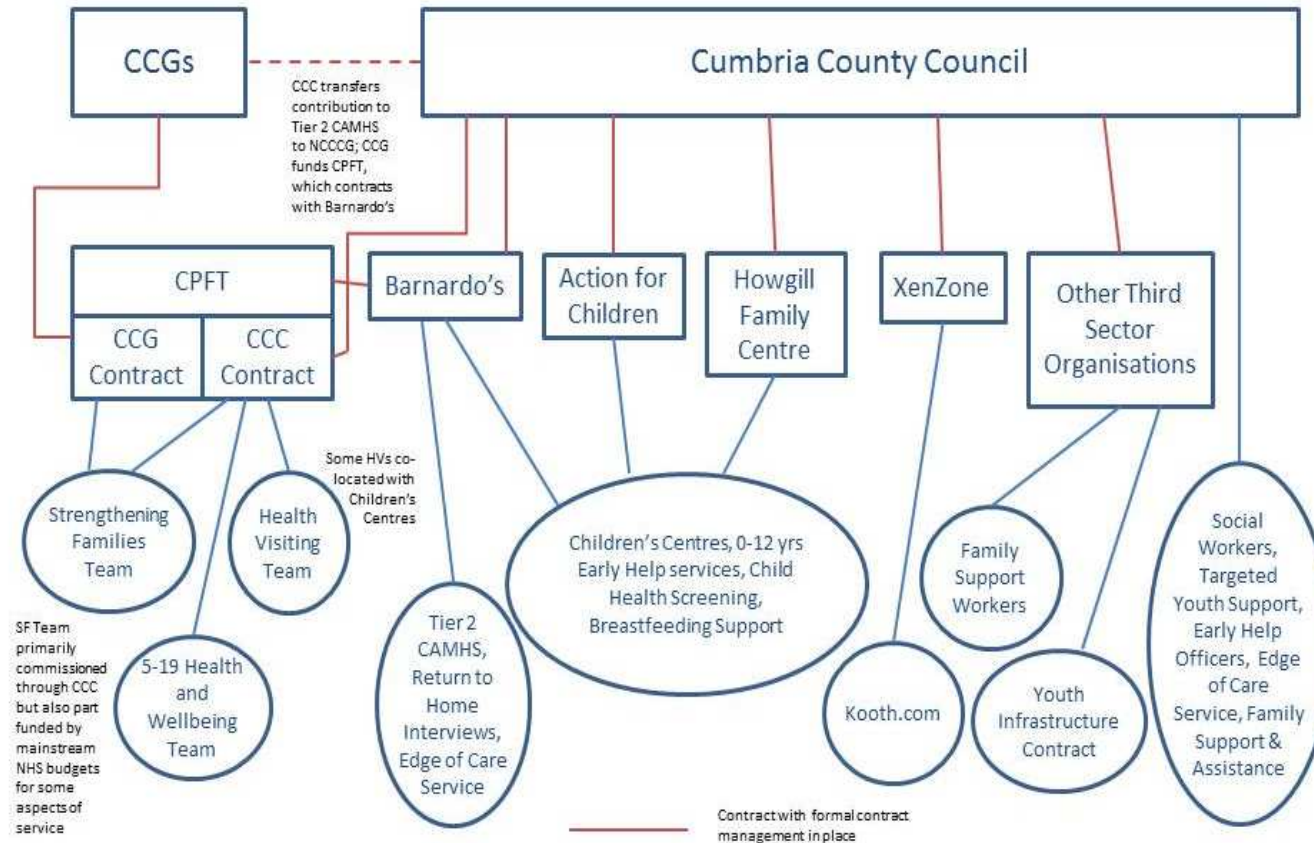 CCGs
Cumbria County Council
CCC transfers
contribution to
Tier 2 CAMHS
to NCCCG; CCG
funds CPFT,
which contracts
with Barnardo's
CPFT
CCG
Contract
CCC
Contract
Barnardo's
Action for
Children
Howgill
Family
Centre
XenZone
Other Third
Sector
Organisations
Some HVs co-
located with
Children's
Centres
Strengthening
Families
Team
Health
Visiting
Team
Children's Centres, 0-12 yrs
Early Help services, Child
Health Screening,
Breastfeeding Support
Family
Support
Workers
Social
Workers,
Targeted
Youth Support,
Early Help
Officers, Edge
of Care
Service, Family
Support &
Assistance
SF Team
primarily
commissioned
through CCC
but also part
funded by
mainstream
NHS budgets
for some
aspects of
service
5-19 Health
and
Wellbeing
Team
Tier 2
CAMHS,
Return to
Home
Interviews,
Edge of Care
Service
Kooth.com
Youth
Infrastructure
Contract
Contract with formal contract
management in place